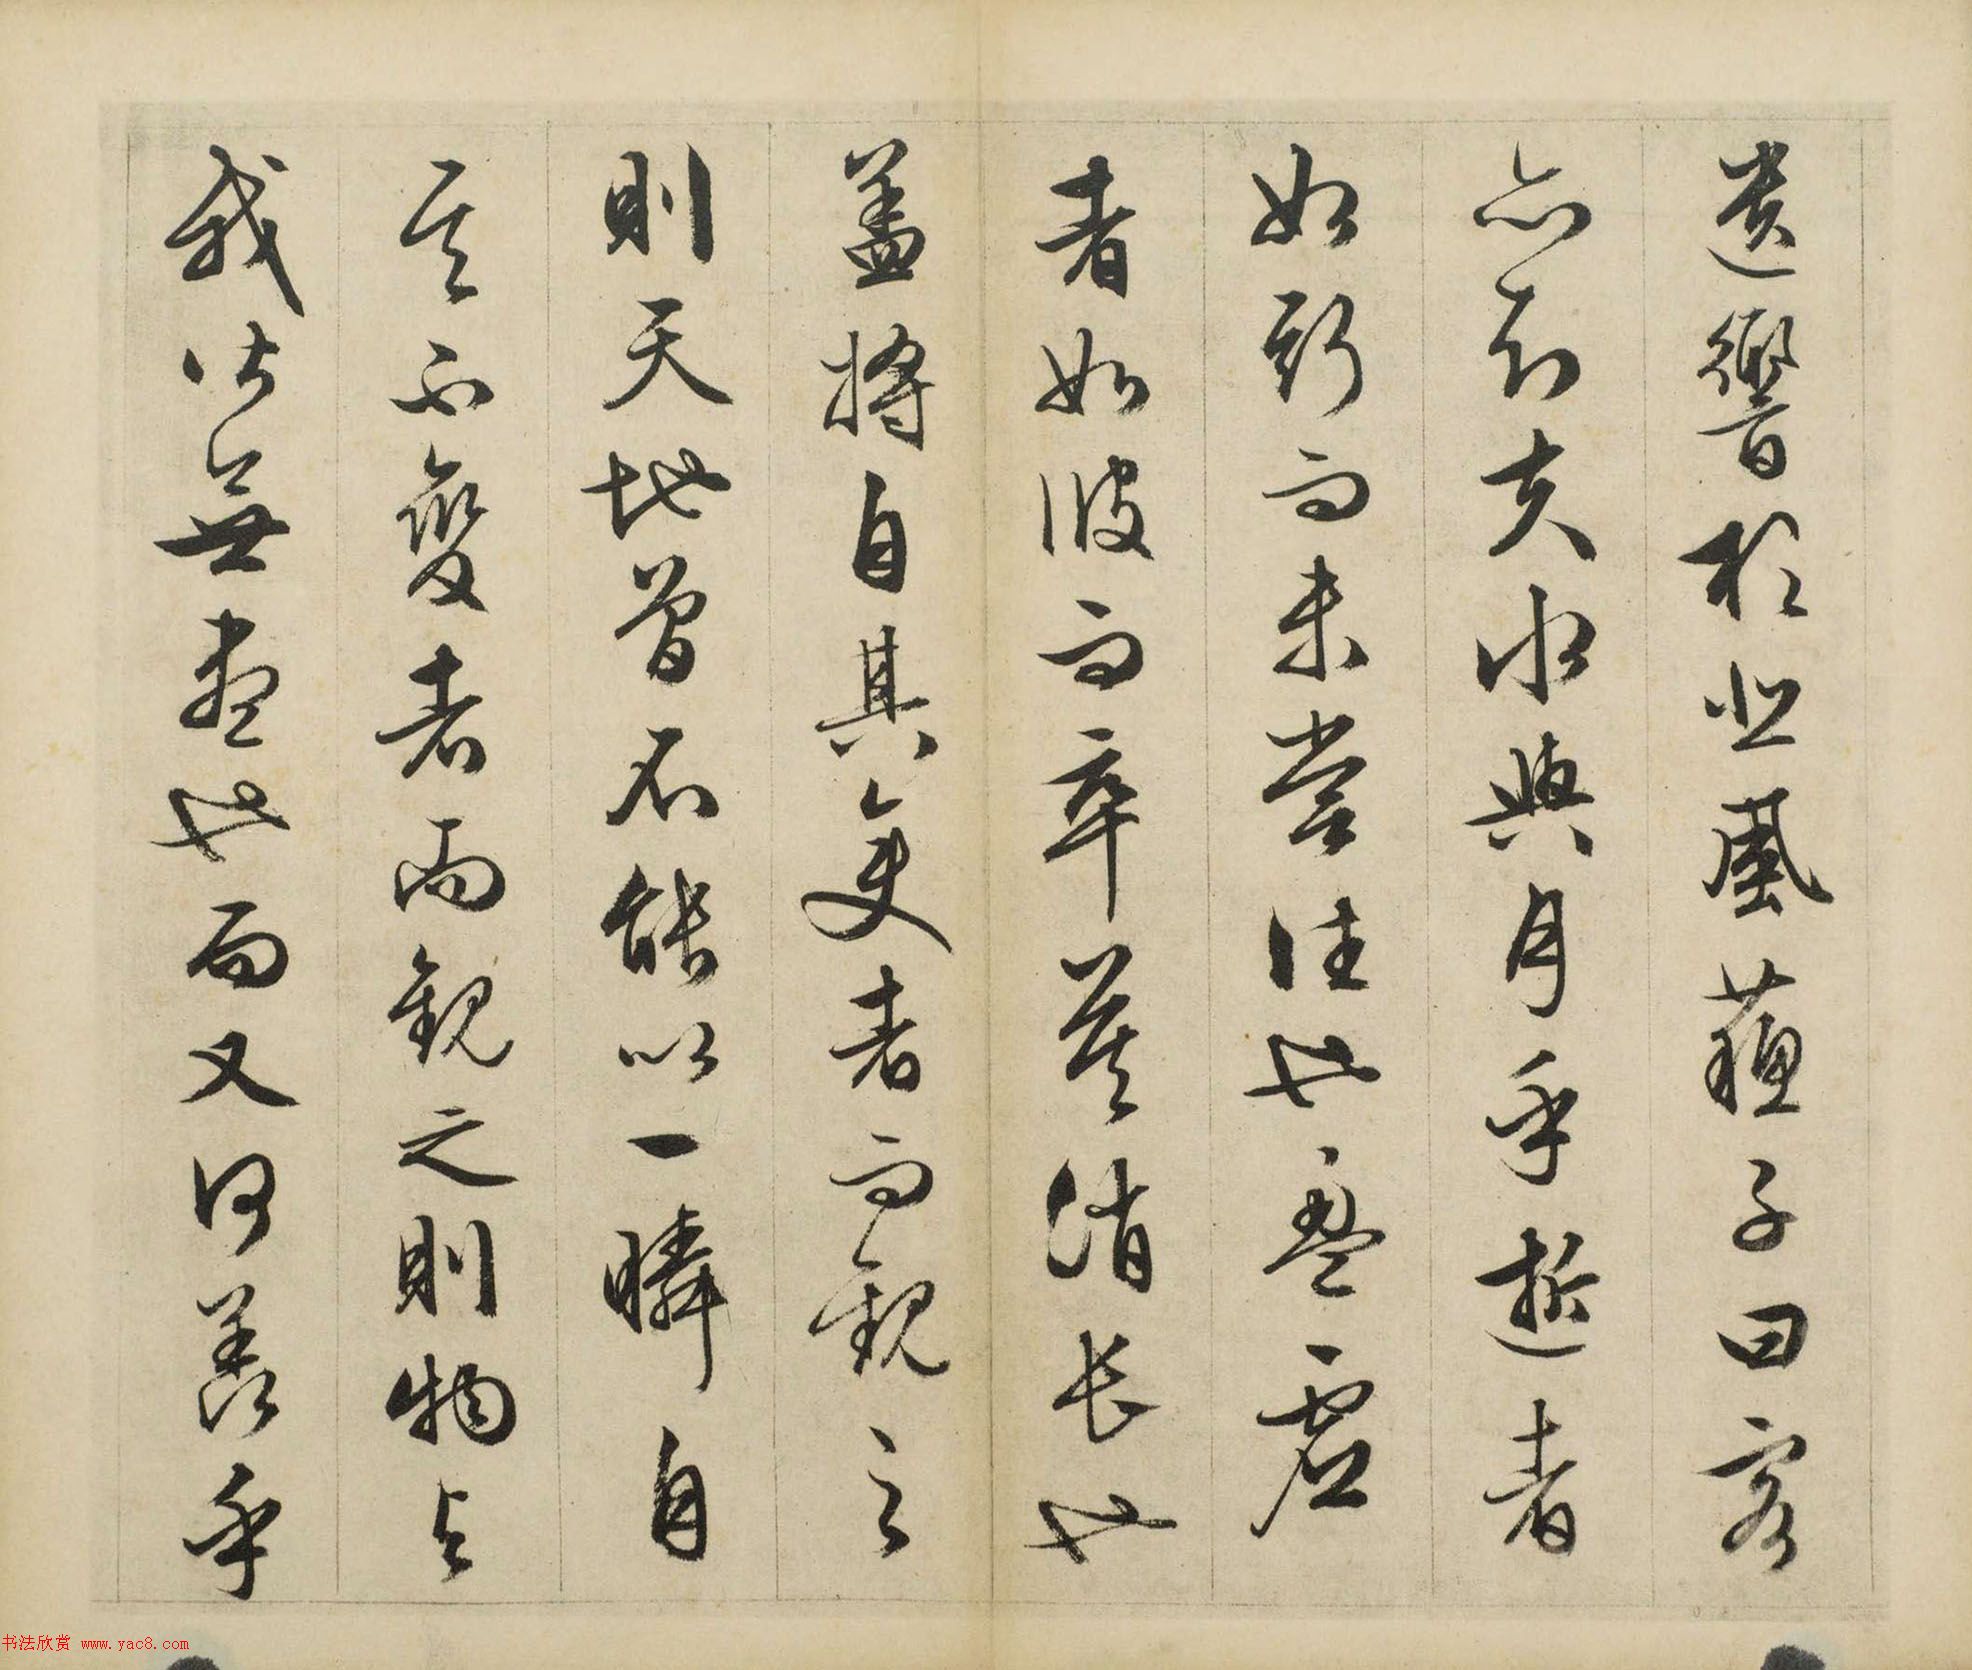 遺響於悲風蘇子曰客
亦知夫水與月乎逝者
如斯而未嘗往也盈虛
者如彼而卒莫消長也
盖將自其變者而觀之
則天地曾不能以一瞬自
其不變者而觀之則物与
我皆無盡也而又何羨乎
书法欣赏 www.yac8.com